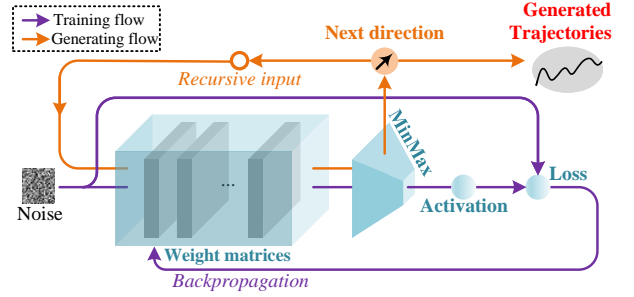 Training flow
Generating flow
Next direction
Generated
Trajectories
Recursive input
MinMax
Noise
...
Loss
Activation
Weight matrices
Backpropagation